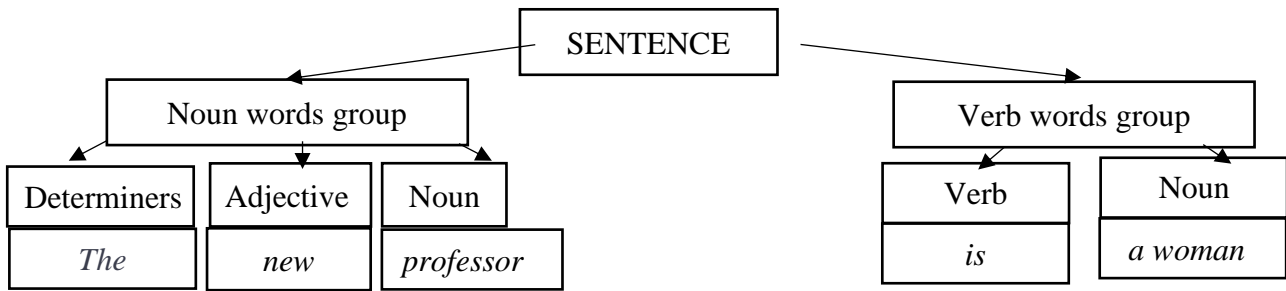 SENTENCE
Noun words group
Verb words group
Determiners
Adjective
Noun
Verb
Noun
The
new
professor
is
a woman